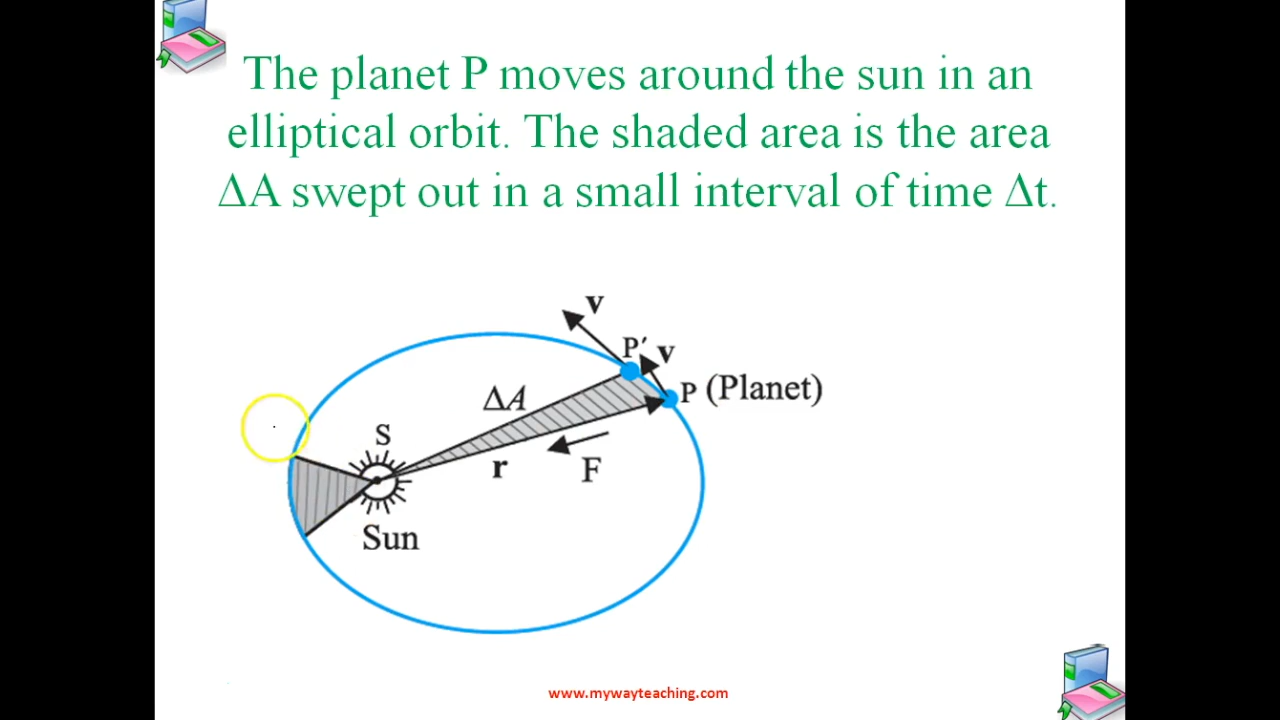 The planet P moves around the sun in an
elliptical orbit. The shaded area is the area
ΔA swept out in a small interval of time Δt.
v
P′ v
P (Planet)
ΔA
S
F
r
Sun
www.mywayteaching.com